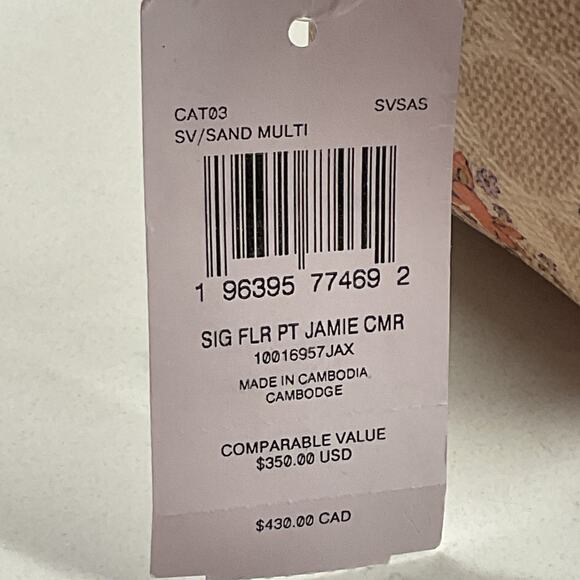 CAT03 SVSAS
SV/SAND MULTI
1 96395 77469 2
SIG FLR PT JAMIE CMR
10016957JAX
MADE IN CAMBODIA
CAMBODGE
COMPARABLE VALUE
$350.00 USD
$430.00 CAD